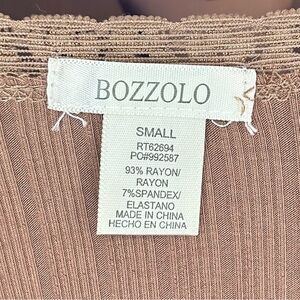 BOZZOLO
SMALL
RT62694
PO#992587
93% RAYON/
RAYON
7%SPANDEX/
ELASTANO
MADE IN CHINA
HECHO EN CHINA